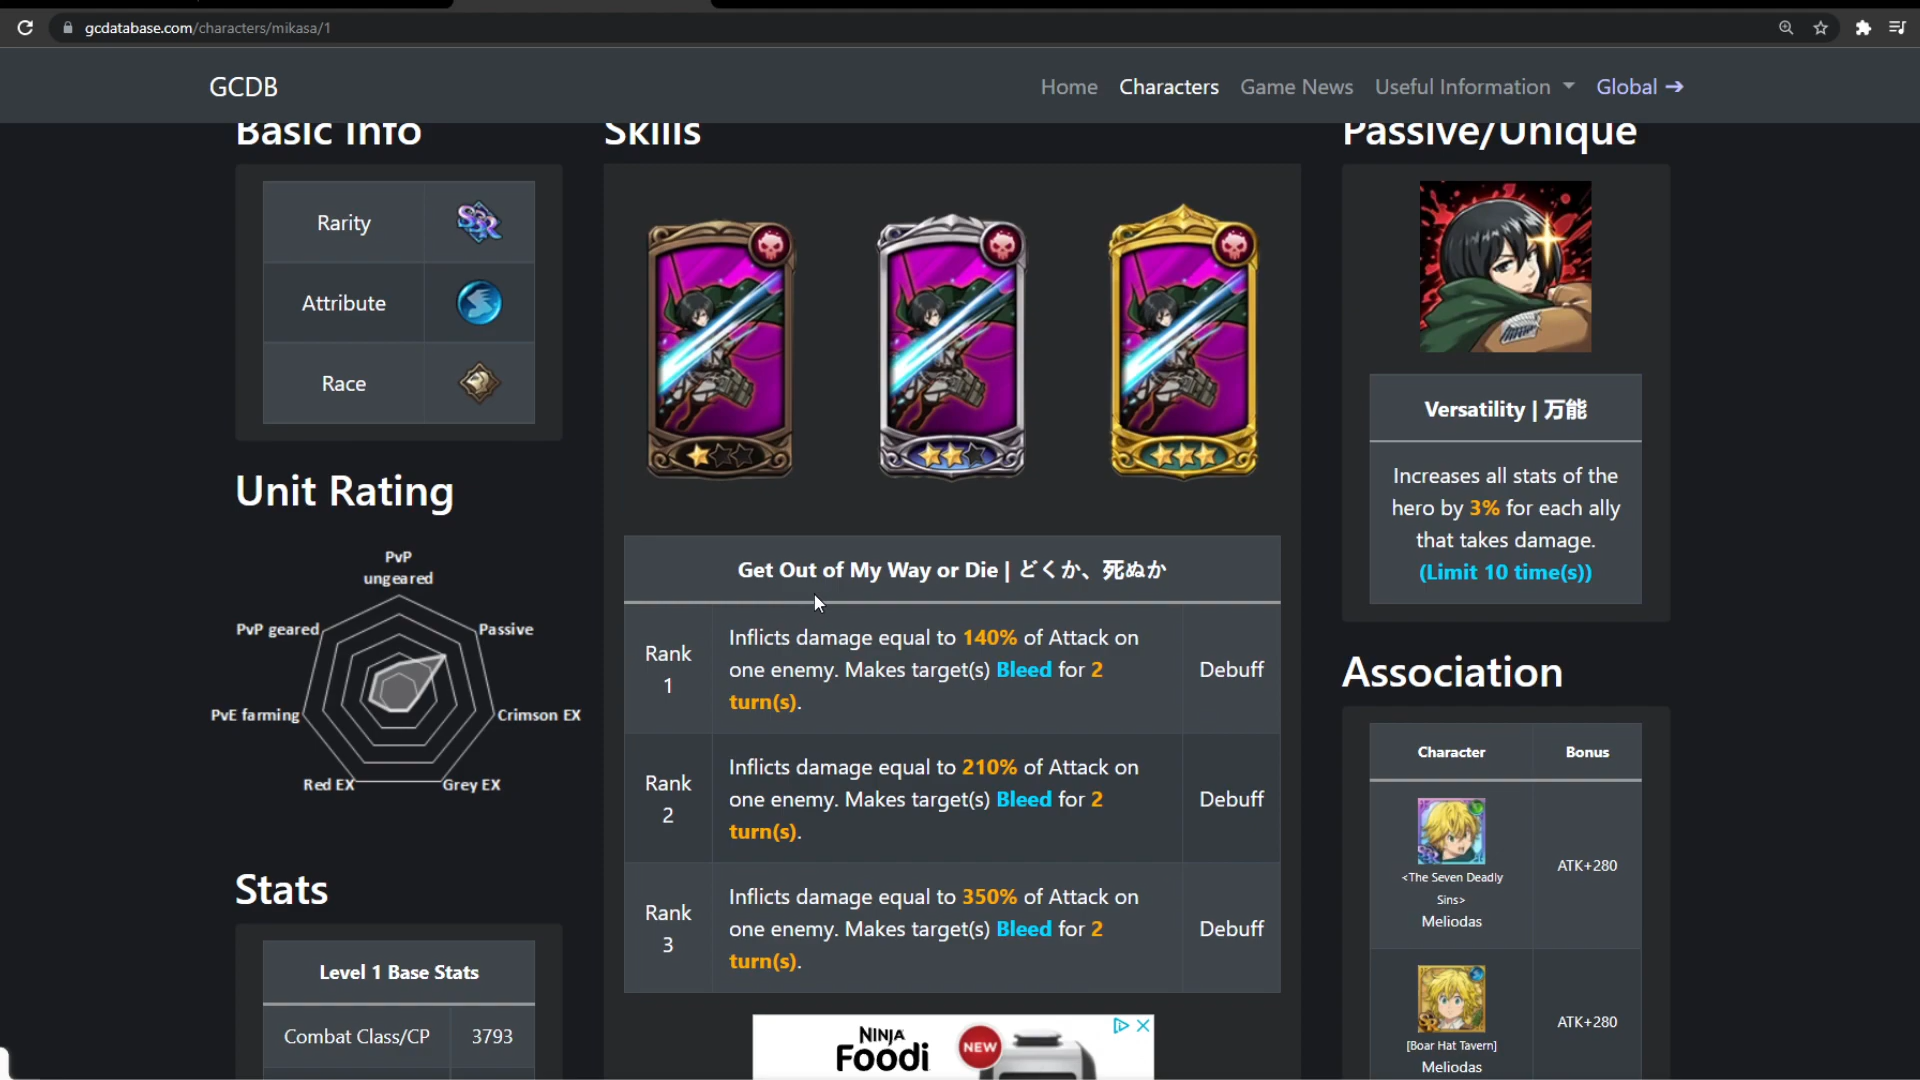 gcdatabase.com/characters/mikasa/1
GCDB
Home
Characters
Game News
Useful Information
Global →
Basic Info
Rarity
SSR
Attribute
Race
Unit Rating
PvP
ungeared
PvP geared
Passive
PvE farming
Crimson EX
Red EX
Grey EX
Stats
Level 1 Base Stats
Combat Class/CP
3793
Skills
Get Out of My Way or Die | どくか、死ぬか
Rank
1
Inflicts damage equal to 140% of Attack on
one enemy. Makes target(s) Bleed for 2
turn(s).
Debuff
Rank
2
Inflicts damage equal to 210% of Attack on
one enemy. Makes target(s) Bleed for 2
turn(s).
Debuff
Rank
3
Inflicts damage equal to 350% of Attack on
one enemy. Makes target(s) Bleed for 2
turn(s).
Debuff
NINJA
Foodi
NEW
Passive/Unique
Versatility | 万能
Increases all stats of the
hero by 3% for each ally
that takes damage.
(Limit 10 time(s))
Association
Character
Bonus
<The Seven Deadly
Sins>
Meliodas
ATK+280
SR
[Boar Hat Tavern]
Meliodas
ATK+280